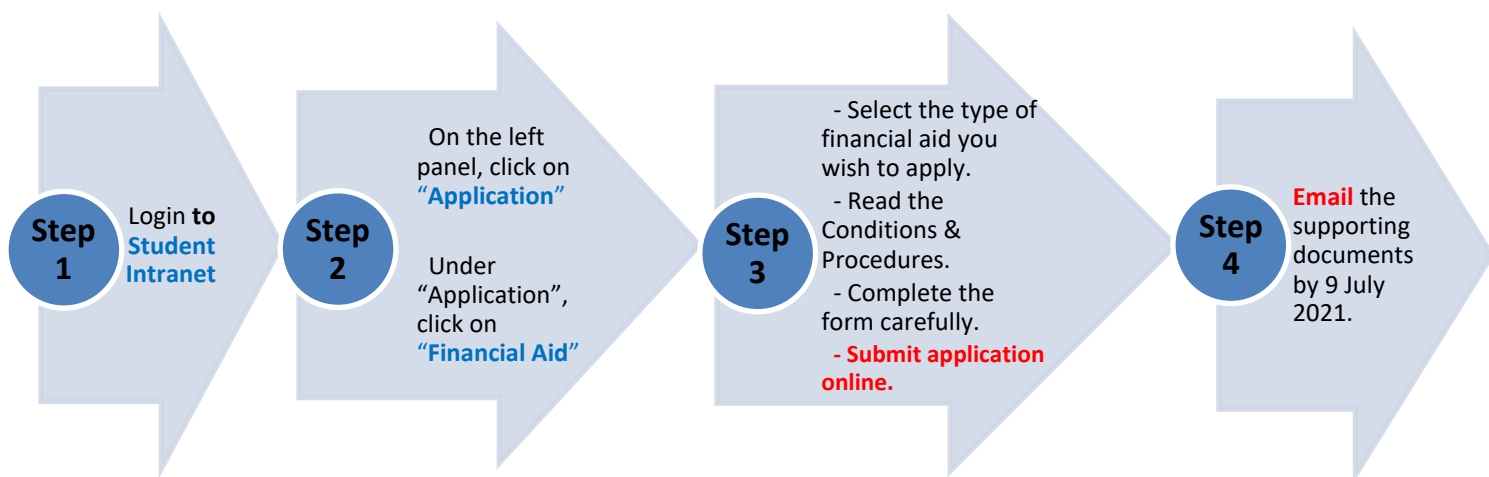 Step
1
Login to
Student
Intranet
Step
2
On the left
panel, click on
“Application”
Under
“Application”,
click on
“Financial Aid”
Step
3
- Select the type of
financial aid you
wish to apply.
- Read the
Conditions &
Procedures.
- Complete the
form carefully.
- Submit application
online.
Step
4
Email the
supporting
documents
by 9 July
2021.